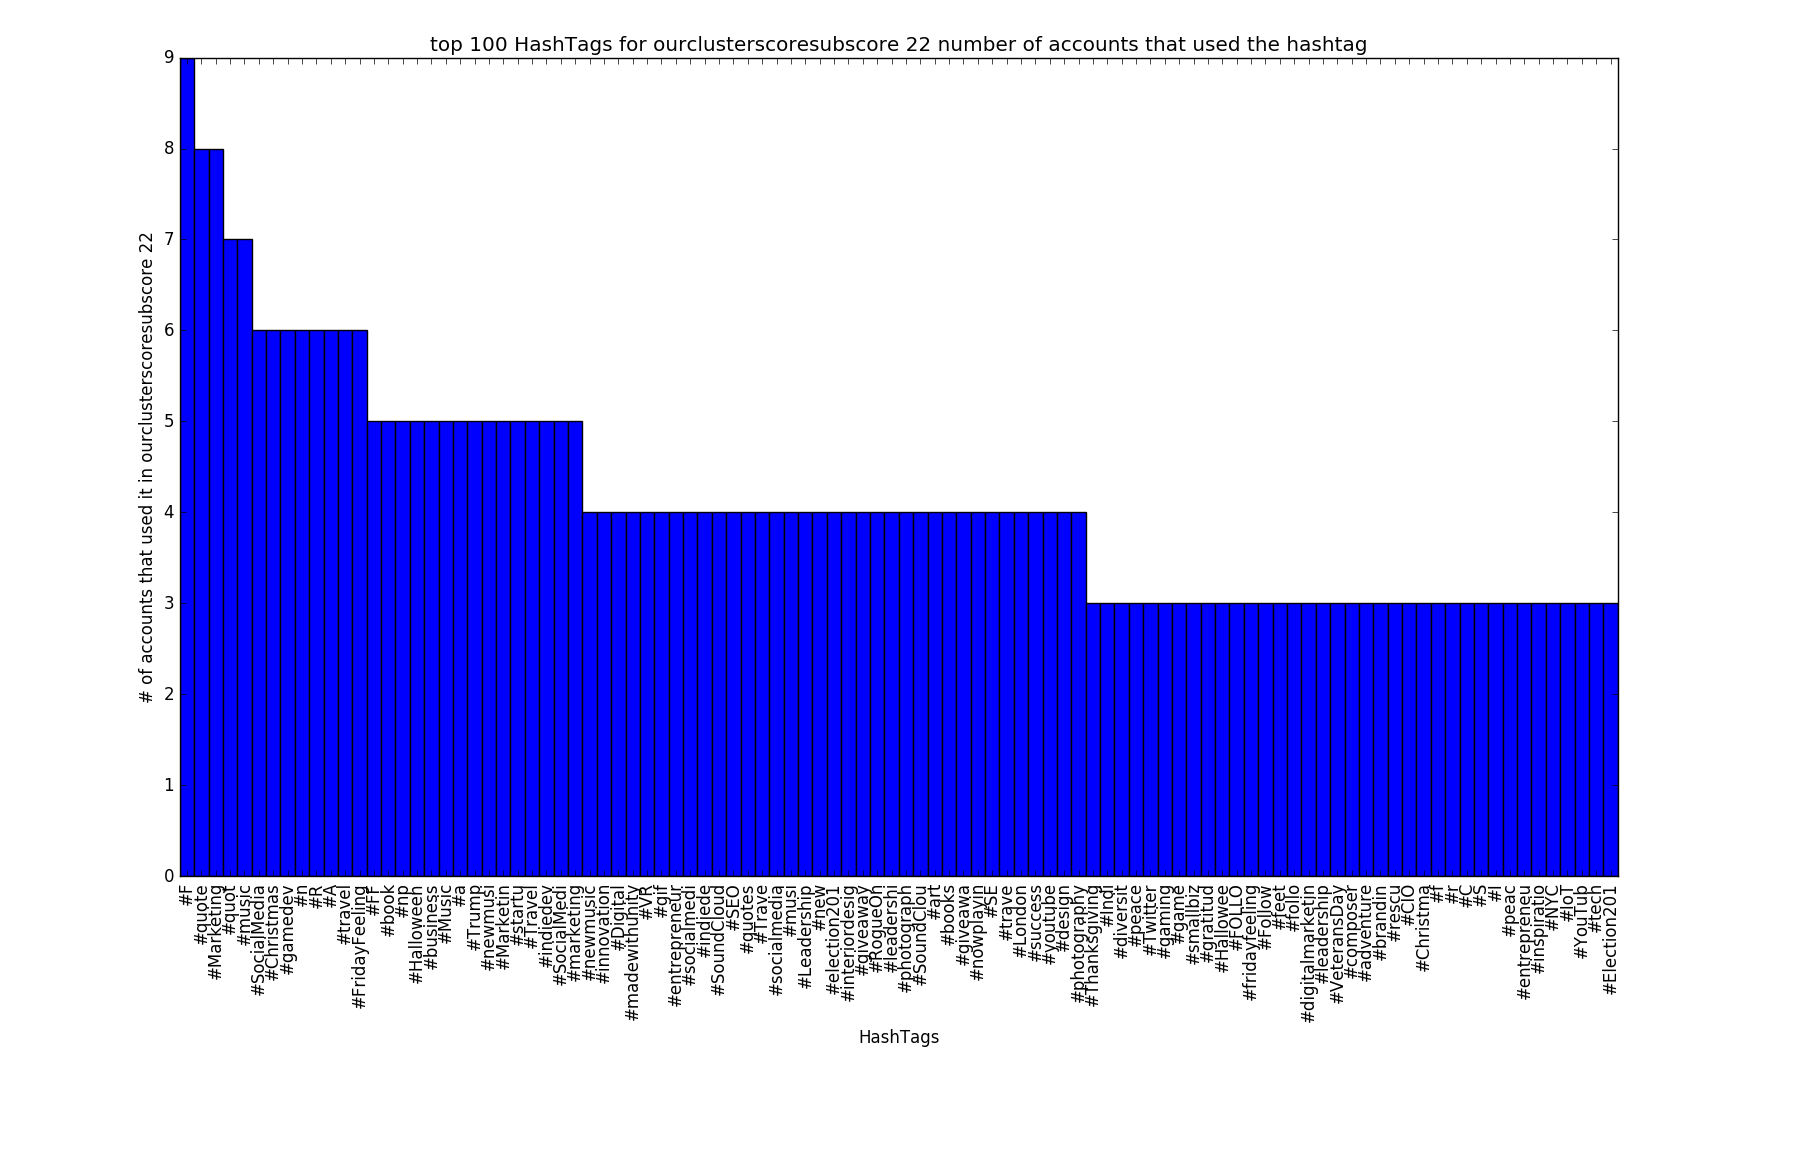 top 100 HashTags for ourclusterscoresubscore 22 number of accounts that used the hashtag
# of accounts that used it in ourclusterscoresubscore 22
9
8
7
6
5
4
3
2
1
0
#F
#quote
#Marketing
#quot
#music
#SocialMedia
#Christmas
#gamedev
#n
#R
#A
#travel
#FridayFeeling
#FF
#book
#np
#Halloween
#business
#Music
#a
#Trump
#newmusi
#Marketin
#startu
#Travel
#indiedev
#SocialMedi
#marketing
#newmusic
#innovation
#Digital
#madewithunity
#VR
#gif
#entrepreneur
#socialmedi
#indiede
#SoundCloud
#SEO
#quotes
#Trave
#socialmedia
#musi
#Leadership
#new
#election201
#interiordesig
#giveaway
#RogueOn
#leadershi
#photograph
#SoundClou
#art
#books
#giveawa
#nowplayin
#SE
#trave
#London
#success
#youtube
#design
#photography
#Thanksgiving
#indi
#diversit
#peace
#Twitter
#gaming
#game
#smallbiz
#gratitud
#Hallowee
#FOLLO
#fridayfeeling
#Follow
#feet
#follo
#digitalmarketin
#leadership
#VeteransDay
#composer
#adventure
#brandin
#rescu
#CIO
#Christma
#f
#r
#C
#S
#peac
#entrepreneu
#inspiratio
#NYC
#IoT
#YouTub
#tech
#Election201
HashTags